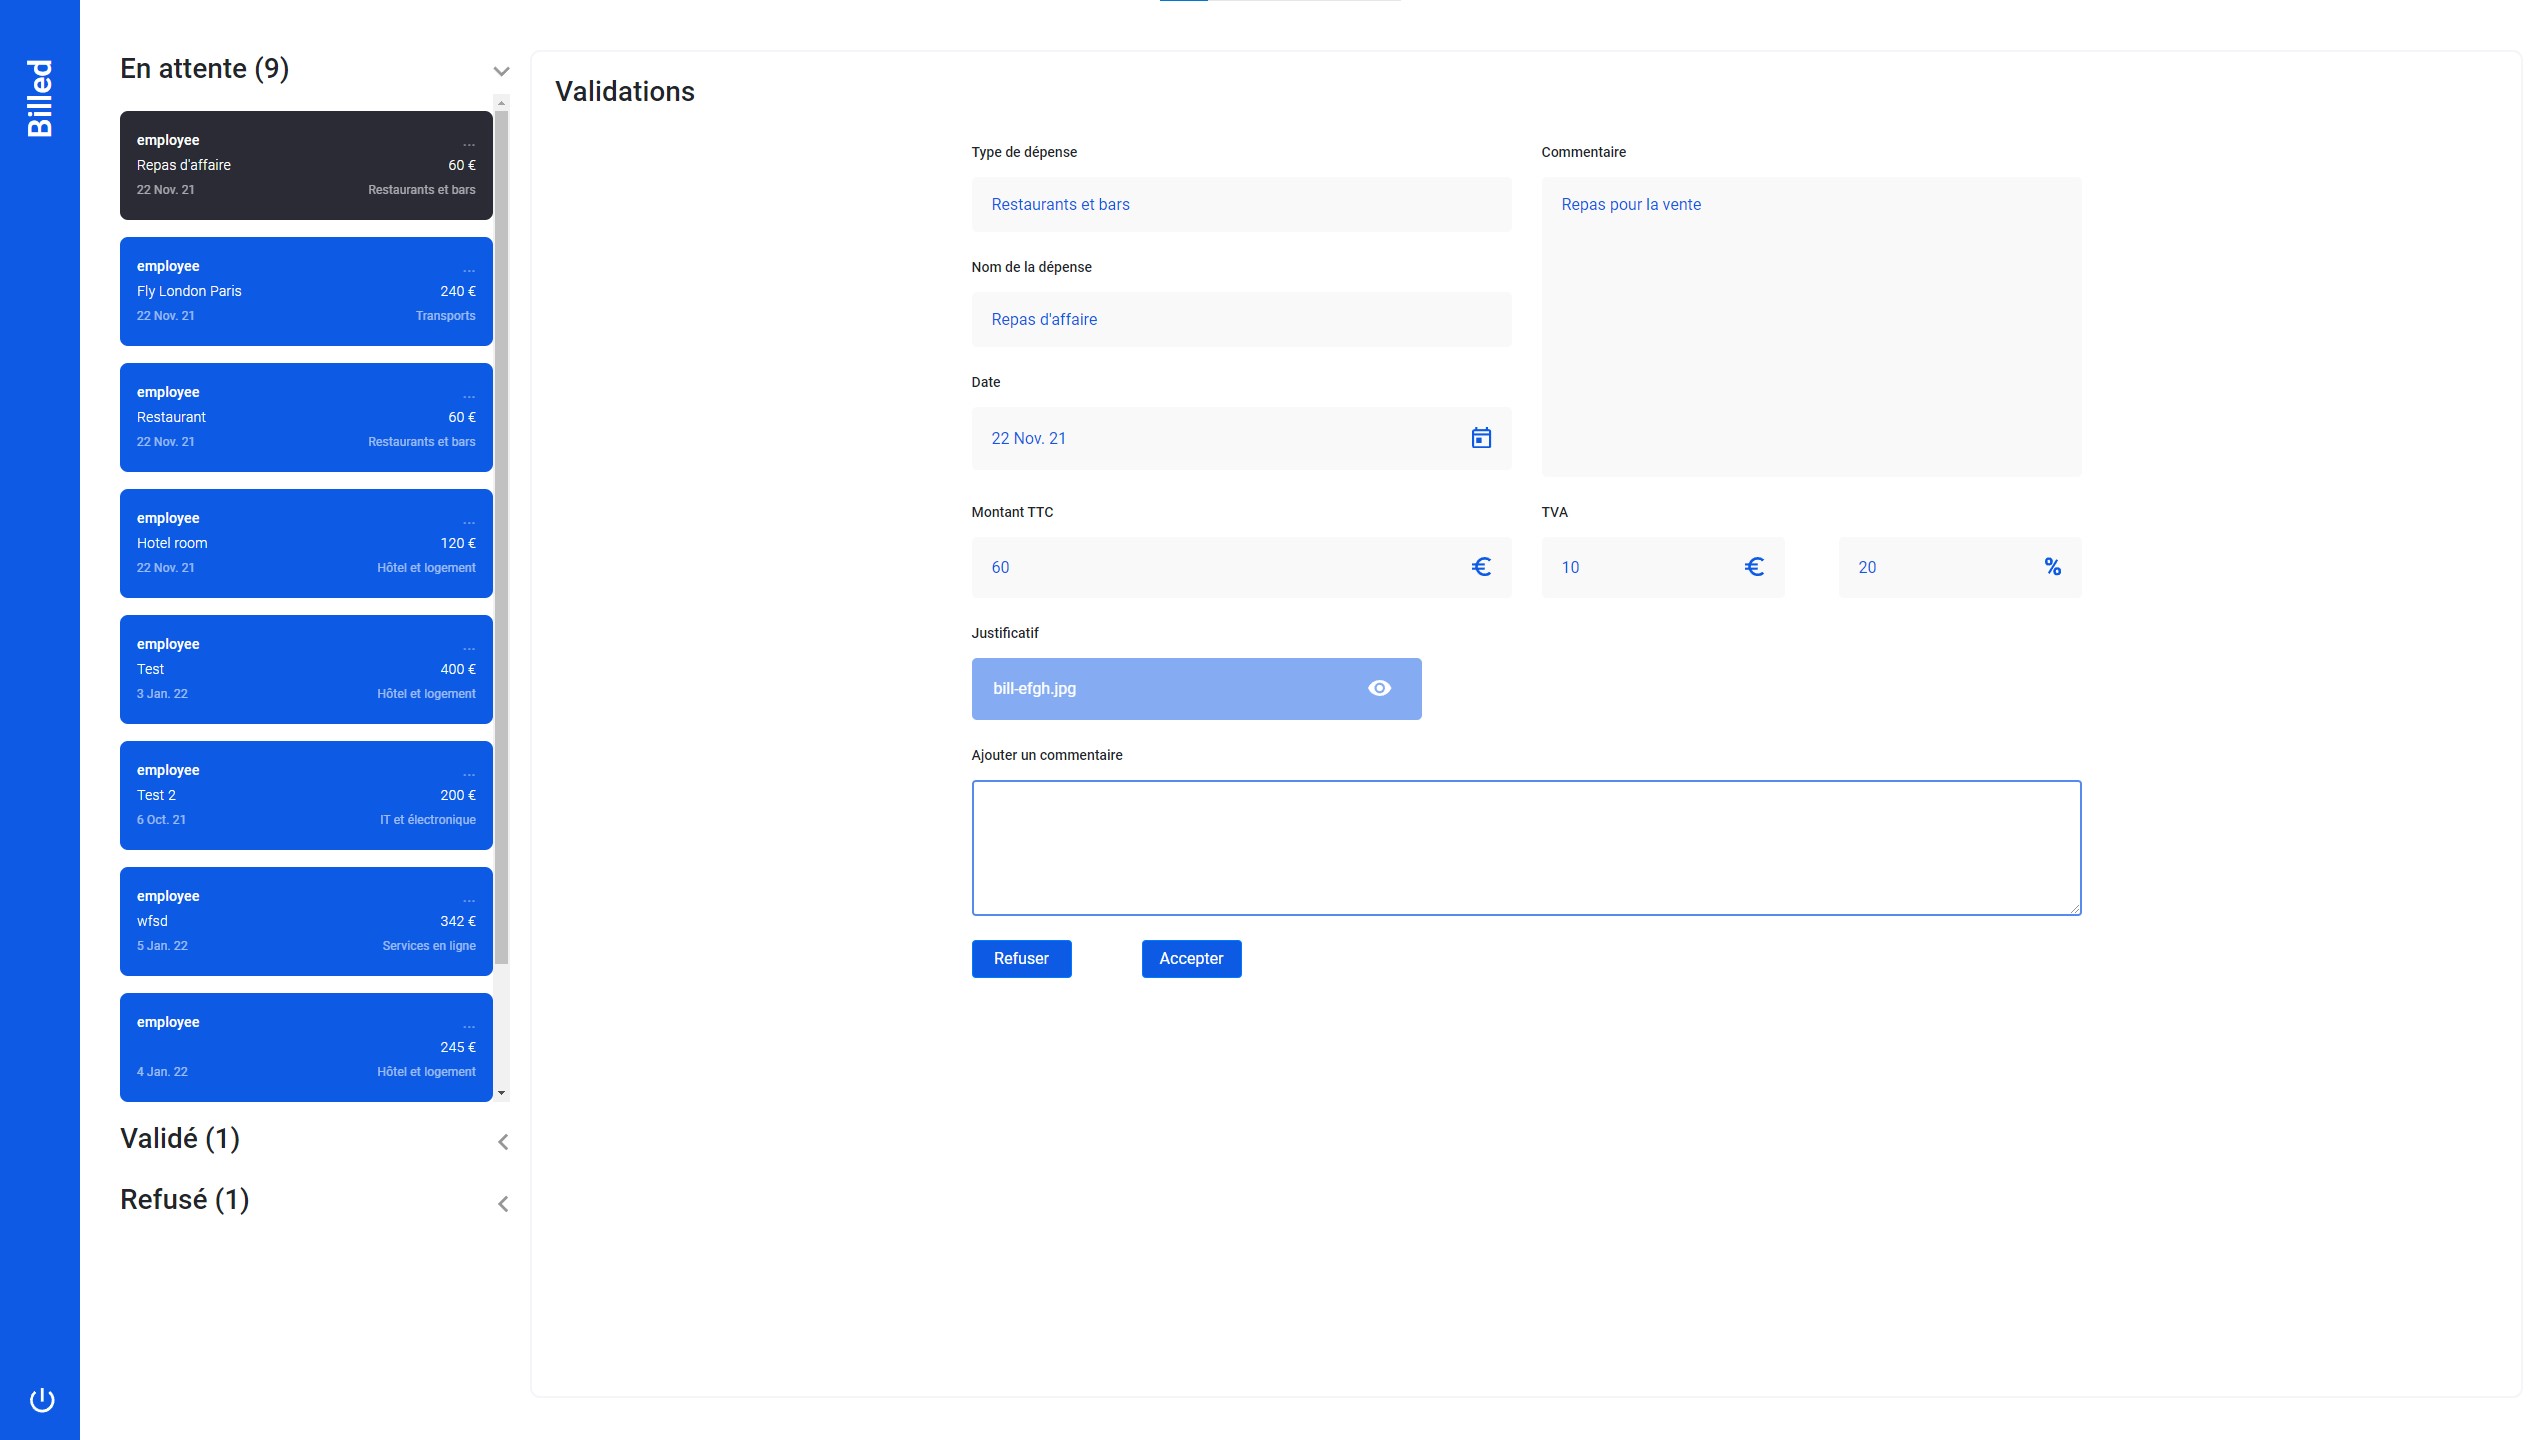 Billed
En attente (9)
employee ...
Repas d'affaire 60 €
22 Nov. 21 Restaurants et bars
employee ...
Fly London Paris 240 €
22 Nov. 21 Transports
employee ...
Restaurant 60 €
22 Nov. 21 Restaurants et bars
employee ...
Hotel room 120 €
22 Nov. 21 Hôtel et logement
employee ...
Test 400 €
3 Jan. 22 Hôtel et logement
employee ...
Test 2 200 €
6 Oct. 21 IT et électronique
employee ...
wfsd 342 €
5 Jan. 22 Services en ligne
employee ...
245 €
4 Jan. 22 Hôtel et logement
Validé (1)
Refusé (1)
Validations
Type de dépense
Restaurants et bars
Nom de la dépense
Repas d'affaire
Date
22 Nov. 21
Commentaire
Repas pour la vente
Montant TTC
60 €
TVA
10 € 20 %
Justificatif
bill-efgh.jpg
Ajouter un commentaire
Refuser Accepter